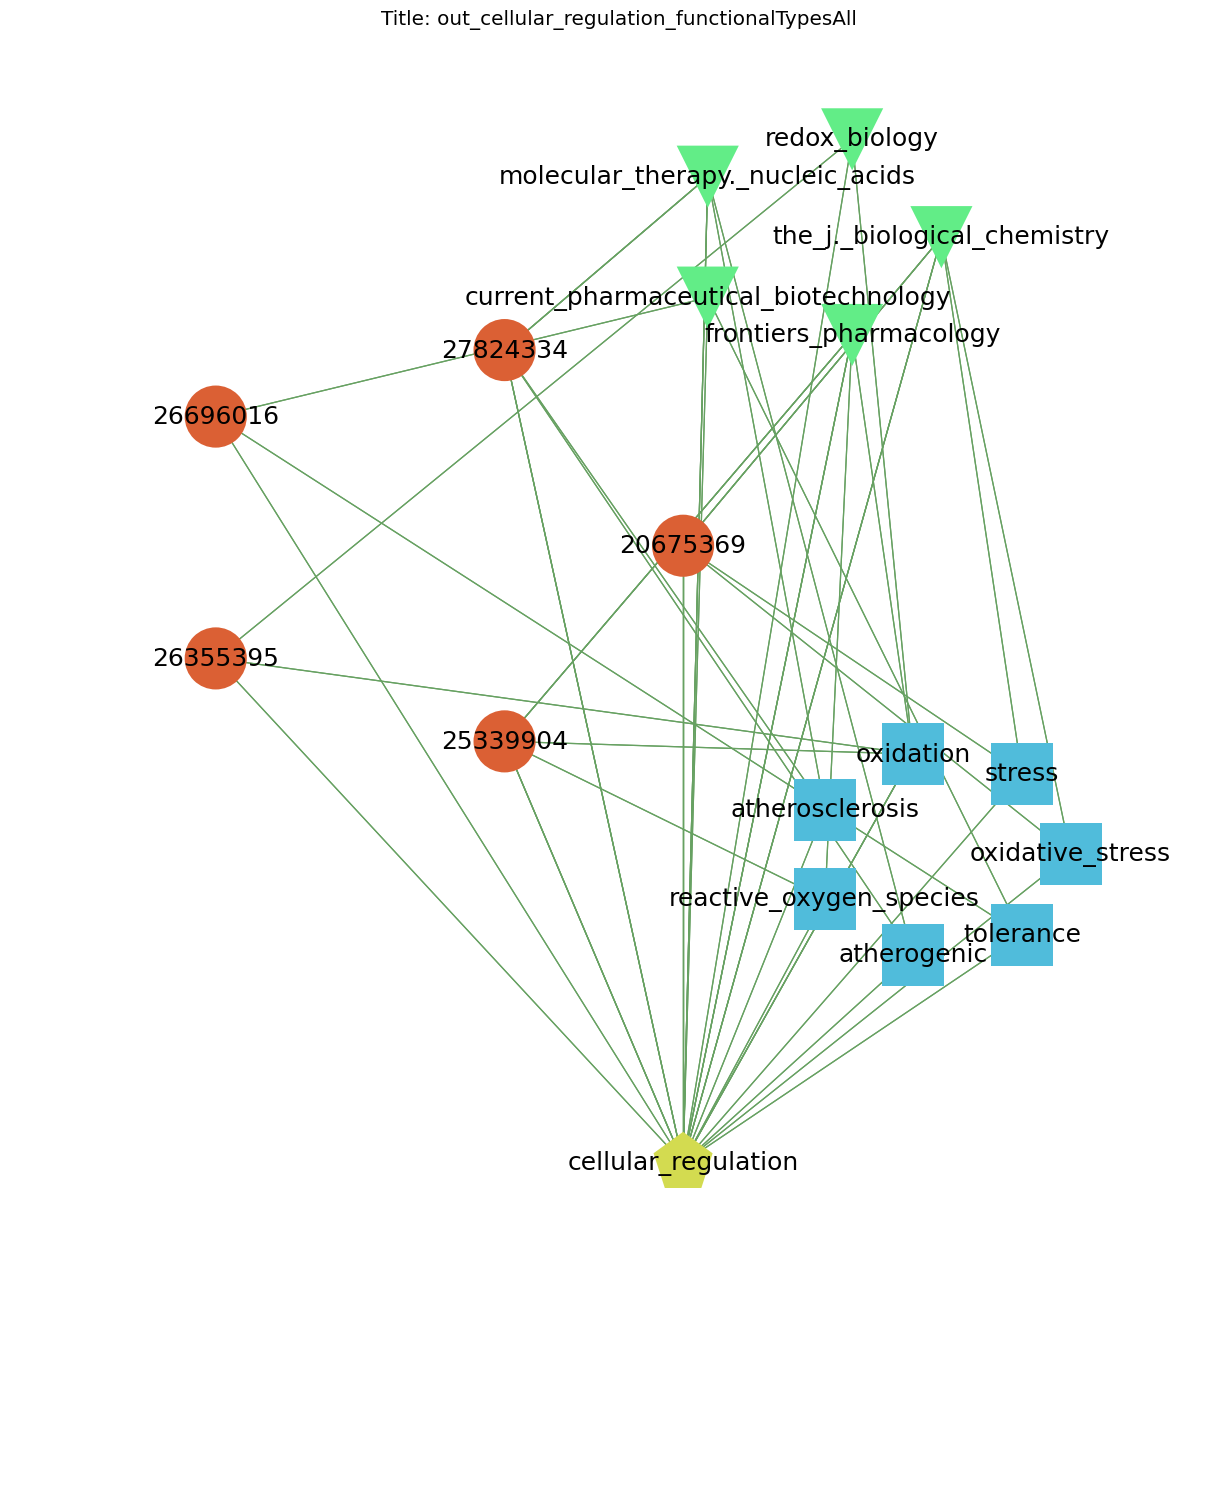 Title: out_cellular_regulation_functionalTypesAll
redox_biology
molecular_therapy._nucleic_acids
the_j._biological_chemistry
current_pharmaceutical_biotechnology
frontiers_pharmacology
27824334
26696016
20675369
26355395
25339904
oxidation
stress
atherosclerosis
oxidative_stress
reactive_oxygen_species
tolerance
atherogenic
cellular_regulation